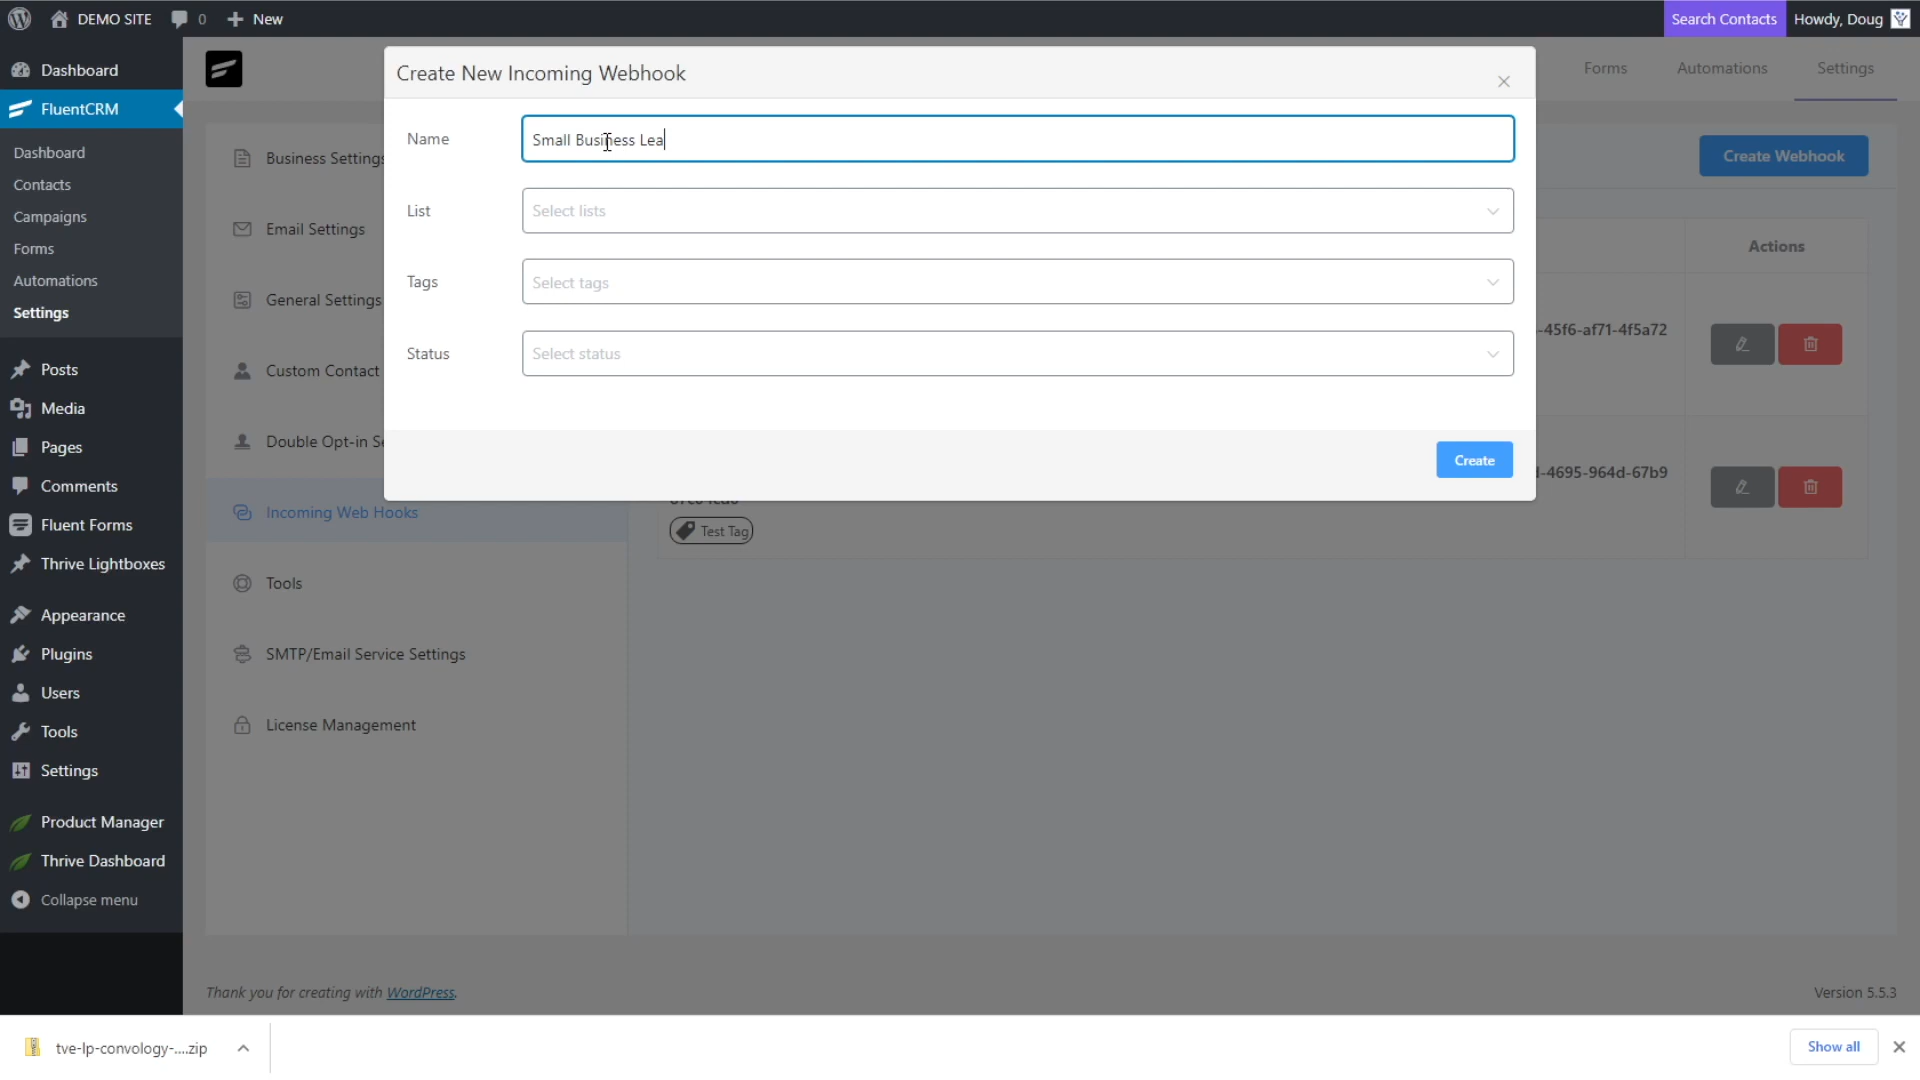 DEMO SITE
0
New
Search Contacts
Howdy, Doug
Dashboard
FluentCRM
Dashboard
Contacts
Campaigns
Forms
Automations
Settings
Posts
Media
Pages
Comments
Fluent Forms
Thrive Lightboxes
Appearance
Plugins
Users
Tools
Settings
Product Manager
Thrive Dashboard
Collapse menu
Forms
Automations
Settings
Business Settings
Email Settings
General Settings
Custom Contact
Double Opt-in Se
Incoming Web Hooks
Tools
SMTP/Email Service Settings
License Management
Create Webhook
Actions
-45f6-af71-4f5a72
-4695-964d-67b9
Test Tag
Create New Incoming Webhook
Name
Small Business Lea
List
Select lists
Tags
Select tags
Status
Select status
Create
Thank you for creating with WordPress.
Version 5.5.3
tve-lp-convology-....zip
Show all